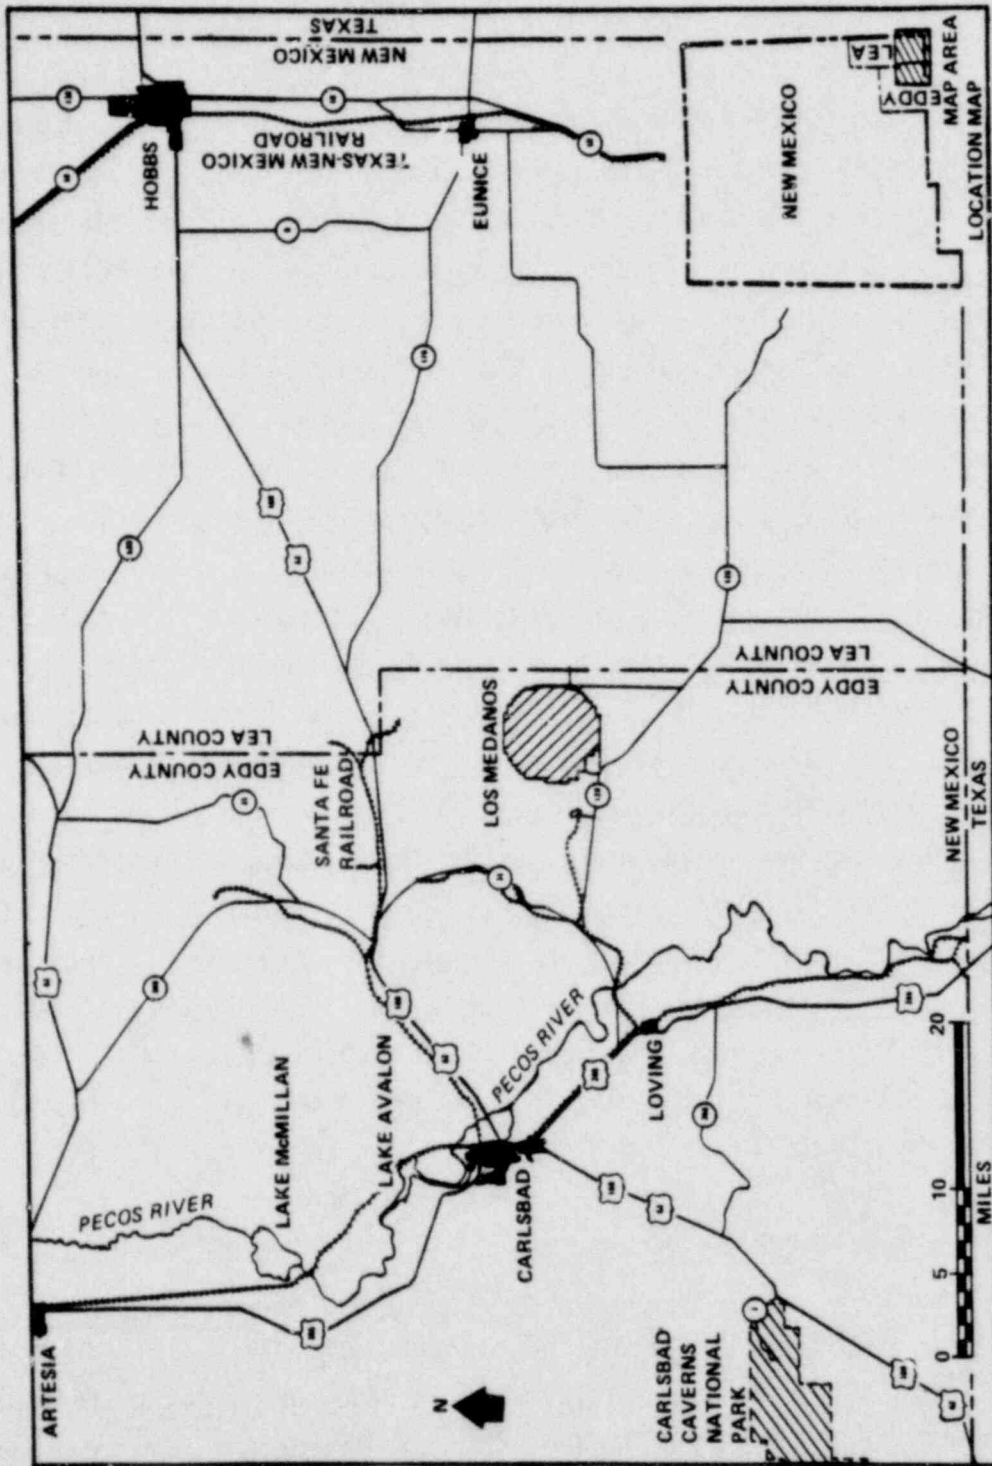 ARTESIA
PECOS RIVER
LAKE McMILLAN
LAKE AVALON
CARLSBAD
PECOS RIVER
LOVING
CARLSBAD
CAVERNS
NATIONAL
PARK
N
SANTA FE
RAILROAD
EDDY COUNTY
LEA COUNTY
LOS MEDANOS
EDDY COUNTY
LEA COUNTY
HOBBS
TEXAS-NEW MEXICO
RAILROAD
EUNICE
NEW MEXICO
TEXAS
NEW MEXICO
TEXAS
0
5
10
20
MILES
NEW MEXICO
LEA
EDDY
MAP AREA
LOCATION MAP